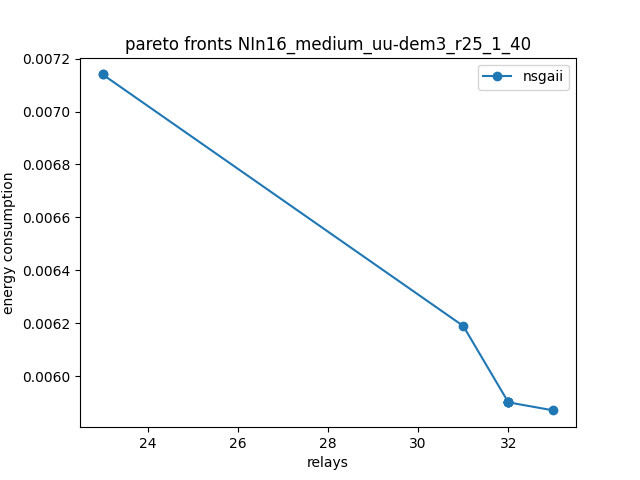 pareto fronts NIn16_medium_uu-dem3_r25_1_40
nsgaii
0.0072
0.0070
0.0068
0.0066
0.0064
0.0062
0.0060
energy consumption
24 26 28 30 32
relays